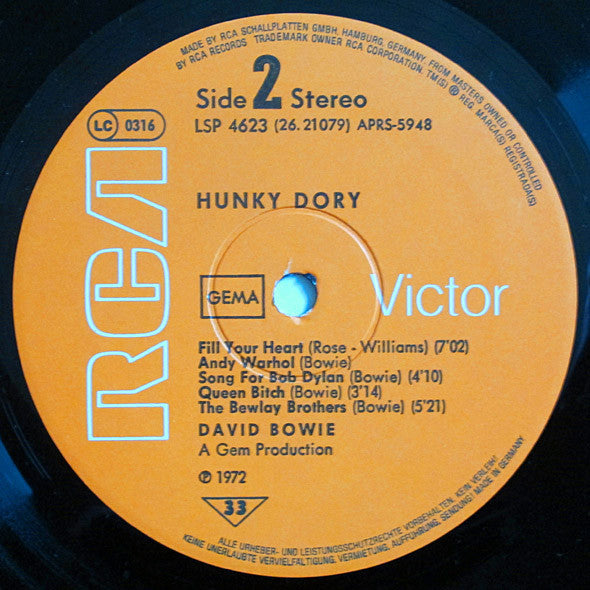 MADE BY RCA SCHALLPLATTEN GMBH, HAMBURG, GERMANY, FROM MASTERS OWNED OR CONTROLLED
BY RCA RECORDS TRADEMARK OWNER RCA CORPORATION. TM(S) ® REG. MARCA(S) REGISTRADA(S)
Side 2 Stereo
LC 0316
LSP 4623 (26.21079) APRS-5948
RCA
HUNKY DORY
GEMA
Victor
Fill Your Heart (Rose - Williams) (7'02)
Andy Warhol (Bowie)
Song For Bob Dylan (Bowie) (4'10)
Queen Bitch (Bowie) (3'14)
The Bewlay Brothers (Bowie) (5'21)
DAVID BOWIE
A Gem Production
℗ 1972
33
ALLE URHEBER- UND LEISTUNGSSCHUTZRECHTE VORBEHALTEN. KEIN VERLEIH!
KEINE UNERLAUBTE VERVIELFÄLTIGUNG, VERMIETUNG, AUFFÜHRUNG, SENDUNG! MADE IN GERMANY